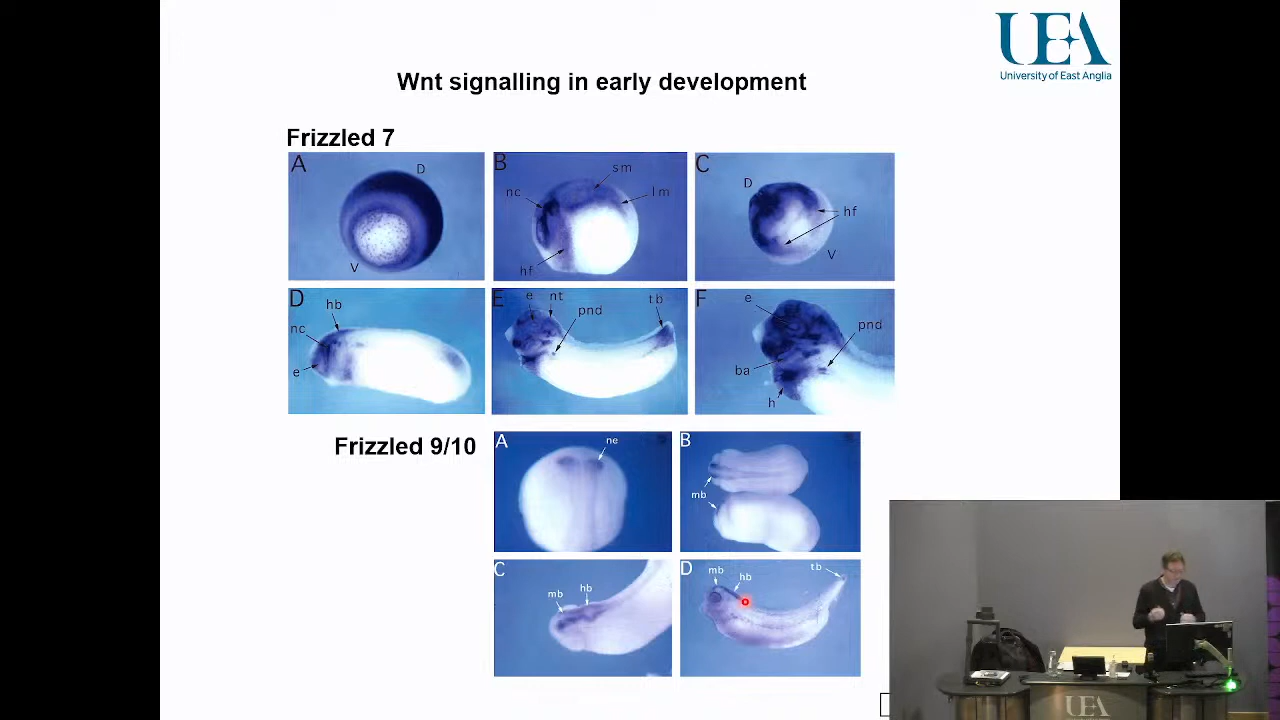 UEA
University of East Anglia
Wnt signalling in early development
Frizzled 7
A
D
V
B
sm
nc
lm
hf
C
D
hf
V
D
hb
nc
e
E
e
nt
tb
pnd
F
e
pnd
ba
h
Frizzled 9/10
A
ne
B
mb
C
mb
hb
D
mb
hb
tb
UEA